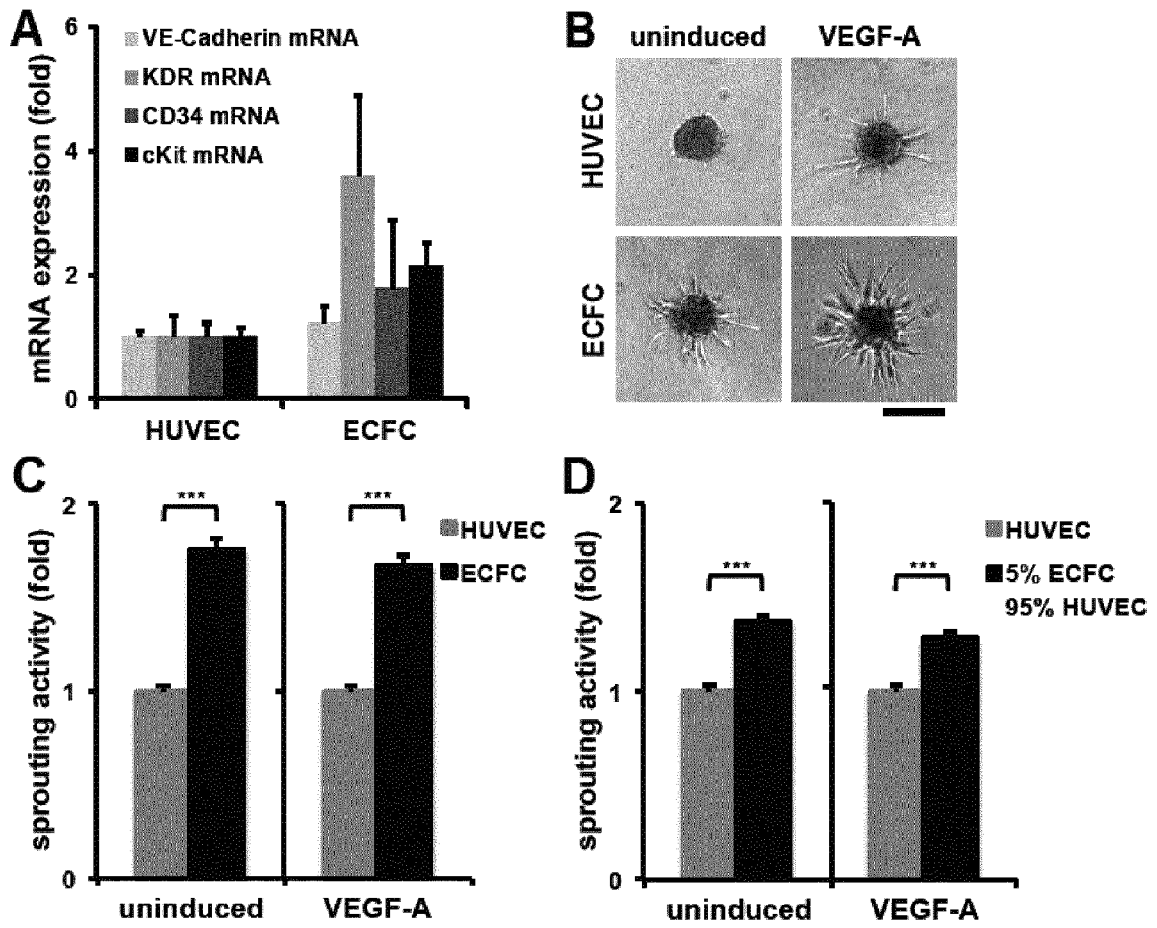 A
6
4
2
0
mRNA expression (fold)
VE-Cadherin mRNA
KDR mRNA
CD34 mRNA
cKit mRNA
HUVEC
ECFC
B
uninduced
VEGF-A
HUVEC
ECFC
C
2
1
0
sprouting activity (fold)
***
***
HUVEC
ECFC
uninduced
VEGF-A
D
2
1
0
sprouting activity (fold)
***
***
HUVEC
5% ECFC
95% HUVEC
uninduced
VEGF-A